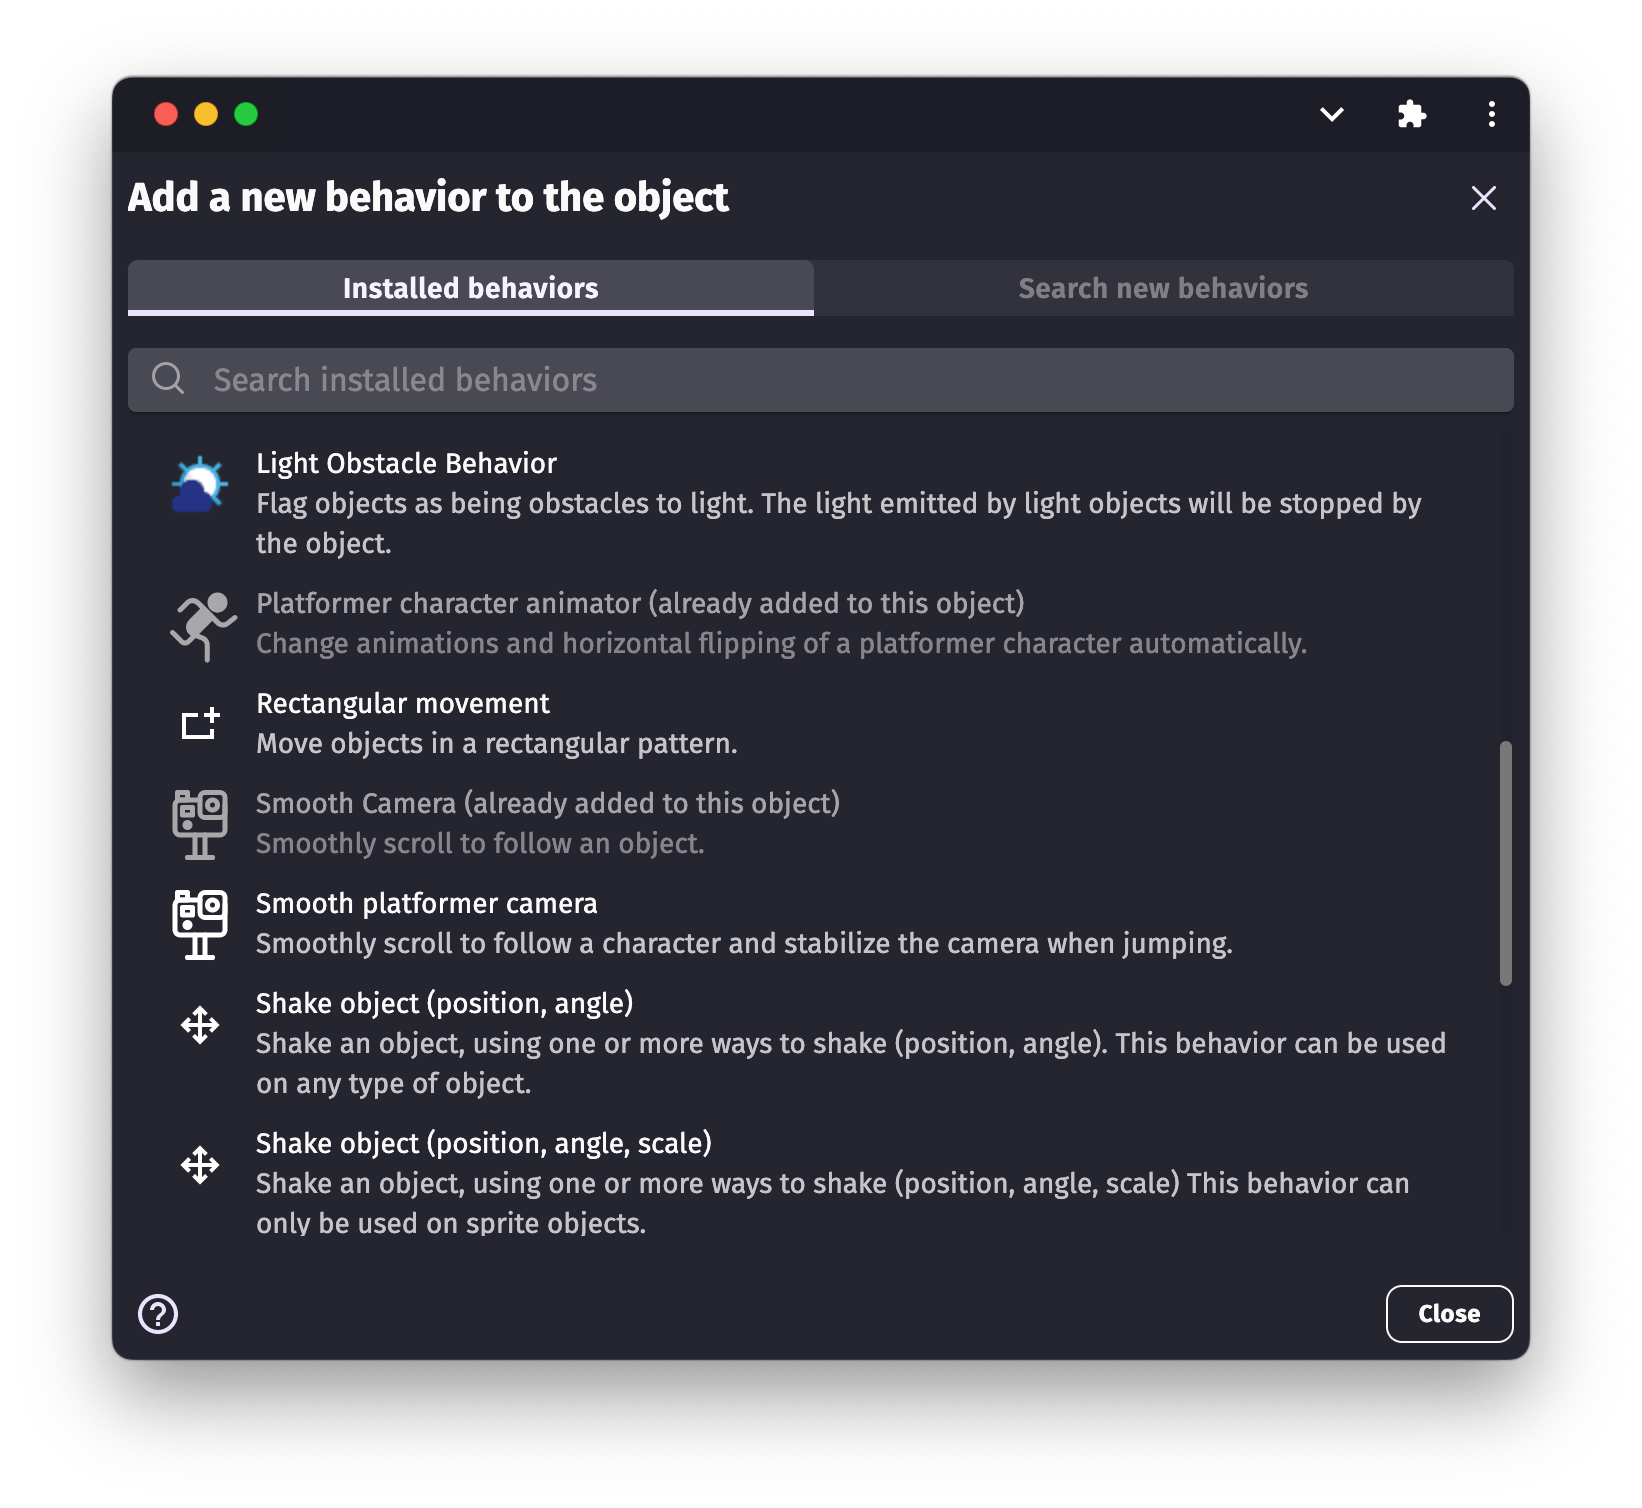 Add a new behavior to the object
Installed behaviors
Search new behaviors
Search installed behaviors
Light Obstacle Behavior
Flag objects as being obstacles to light. The light emitted by light objects will be stopped by
the object.
Platformer character animator (already added to this object)
Change animations and horizontal flipping of a platformer character automatically.
Rectangular movement
Move objects in a rectangular pattern.
Smooth Camera (already added to this object)
Smoothly scroll to follow an object.
Smooth platformer camera
Smoothly scroll to follow a character and stabilize the camera when jumping.
Shake object (position, angle)
Shake an object, using one or more ways to shake (position, angle). This behavior can be used
on any type of object.
Shake object (position, angle, scale)
Shake an object, using one or more ways to shake (position, angle, scale) This behavior can
only be used on sprite objects.
?
Close